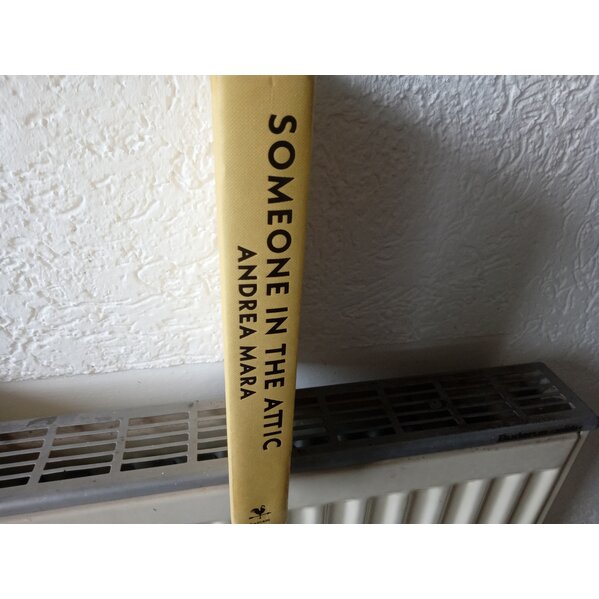 SOMEONE IN THE ATTIC
ANDREA MARA